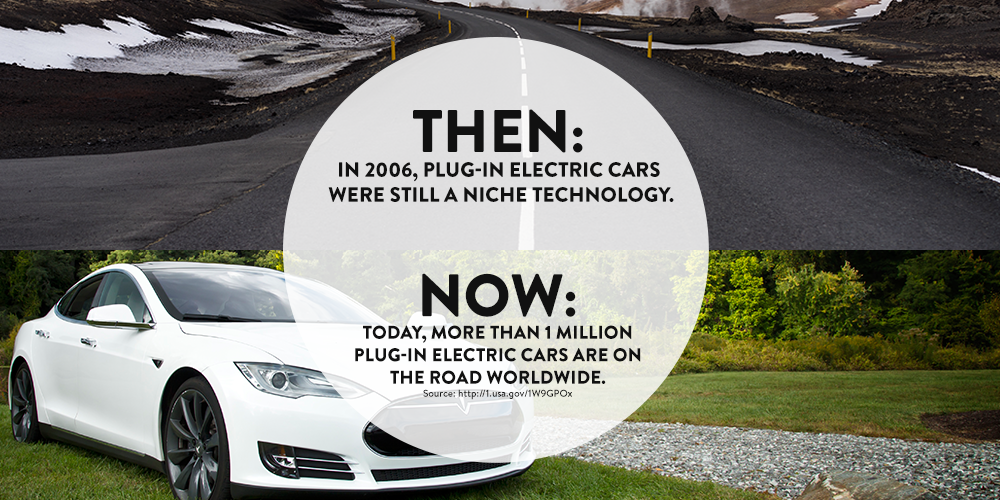 THEN:
IN 2006, PLUG-IN ELECTRIC CARS
WERE STILL A NICHE TECHNOLOGY.
NOW:
TODAY, MORE THAN 1 MILLION
PLUG-IN ELECTRIC CARS ARE ON
THE ROAD WORLDWIDE.
Source: http://1.usa.gov/1W9GPOx